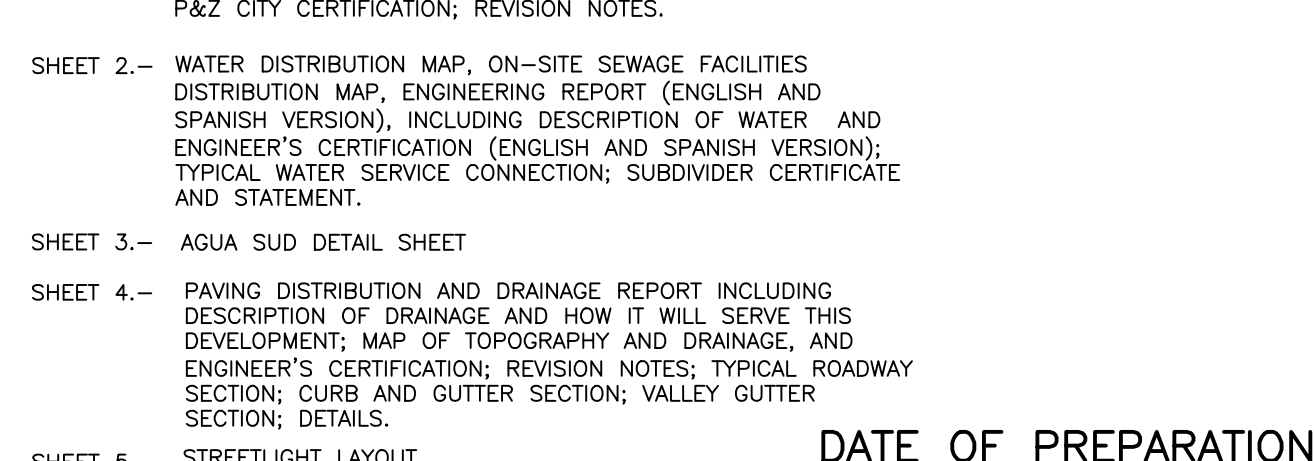 P&Z CITY CERTIFICATION; REVISION NOTES.
SHEET 2.– WATER DISTRIBUTION MAP, ON–SITE SEWAGE FACILITIES
DISTRIBUTION MAP, ENGINEERING REPORT (ENGLISH AND
SPANISH VERSION), INCLUDING DESCRIPTION OF WATER AND
ENGINEER'S CERTIFICATION (ENGLISH AND SPANISH VERSION);
TYPICAL WATER SERVICE CONNECTION; SUBDIVIDER CERTIFICATE
AND STATEMENT.
SHEET 3.– AGUA SUD DETAIL SHEET
SHEET 4.– PAVING DISTRIBUTION AND DRAINAGE REPORT INCLUDING
DESCRIPTION OF DRAINAGE AND HOW IT WILL SERVE THIS
DEVELOPMENT; MAP OF TOPOGRAPHY AND DRAINAGE, AND
ENGINEER'S CERTIFICATION; REVISION NOTES; TYPICAL ROADWAY
SECTION; CURB AND GUTTER SECTION; VALLEY GUTTER
SECTION; DETAILS.
SHEET 5 STREETLIGHT LAYOUT
DATE OF PREPARATION